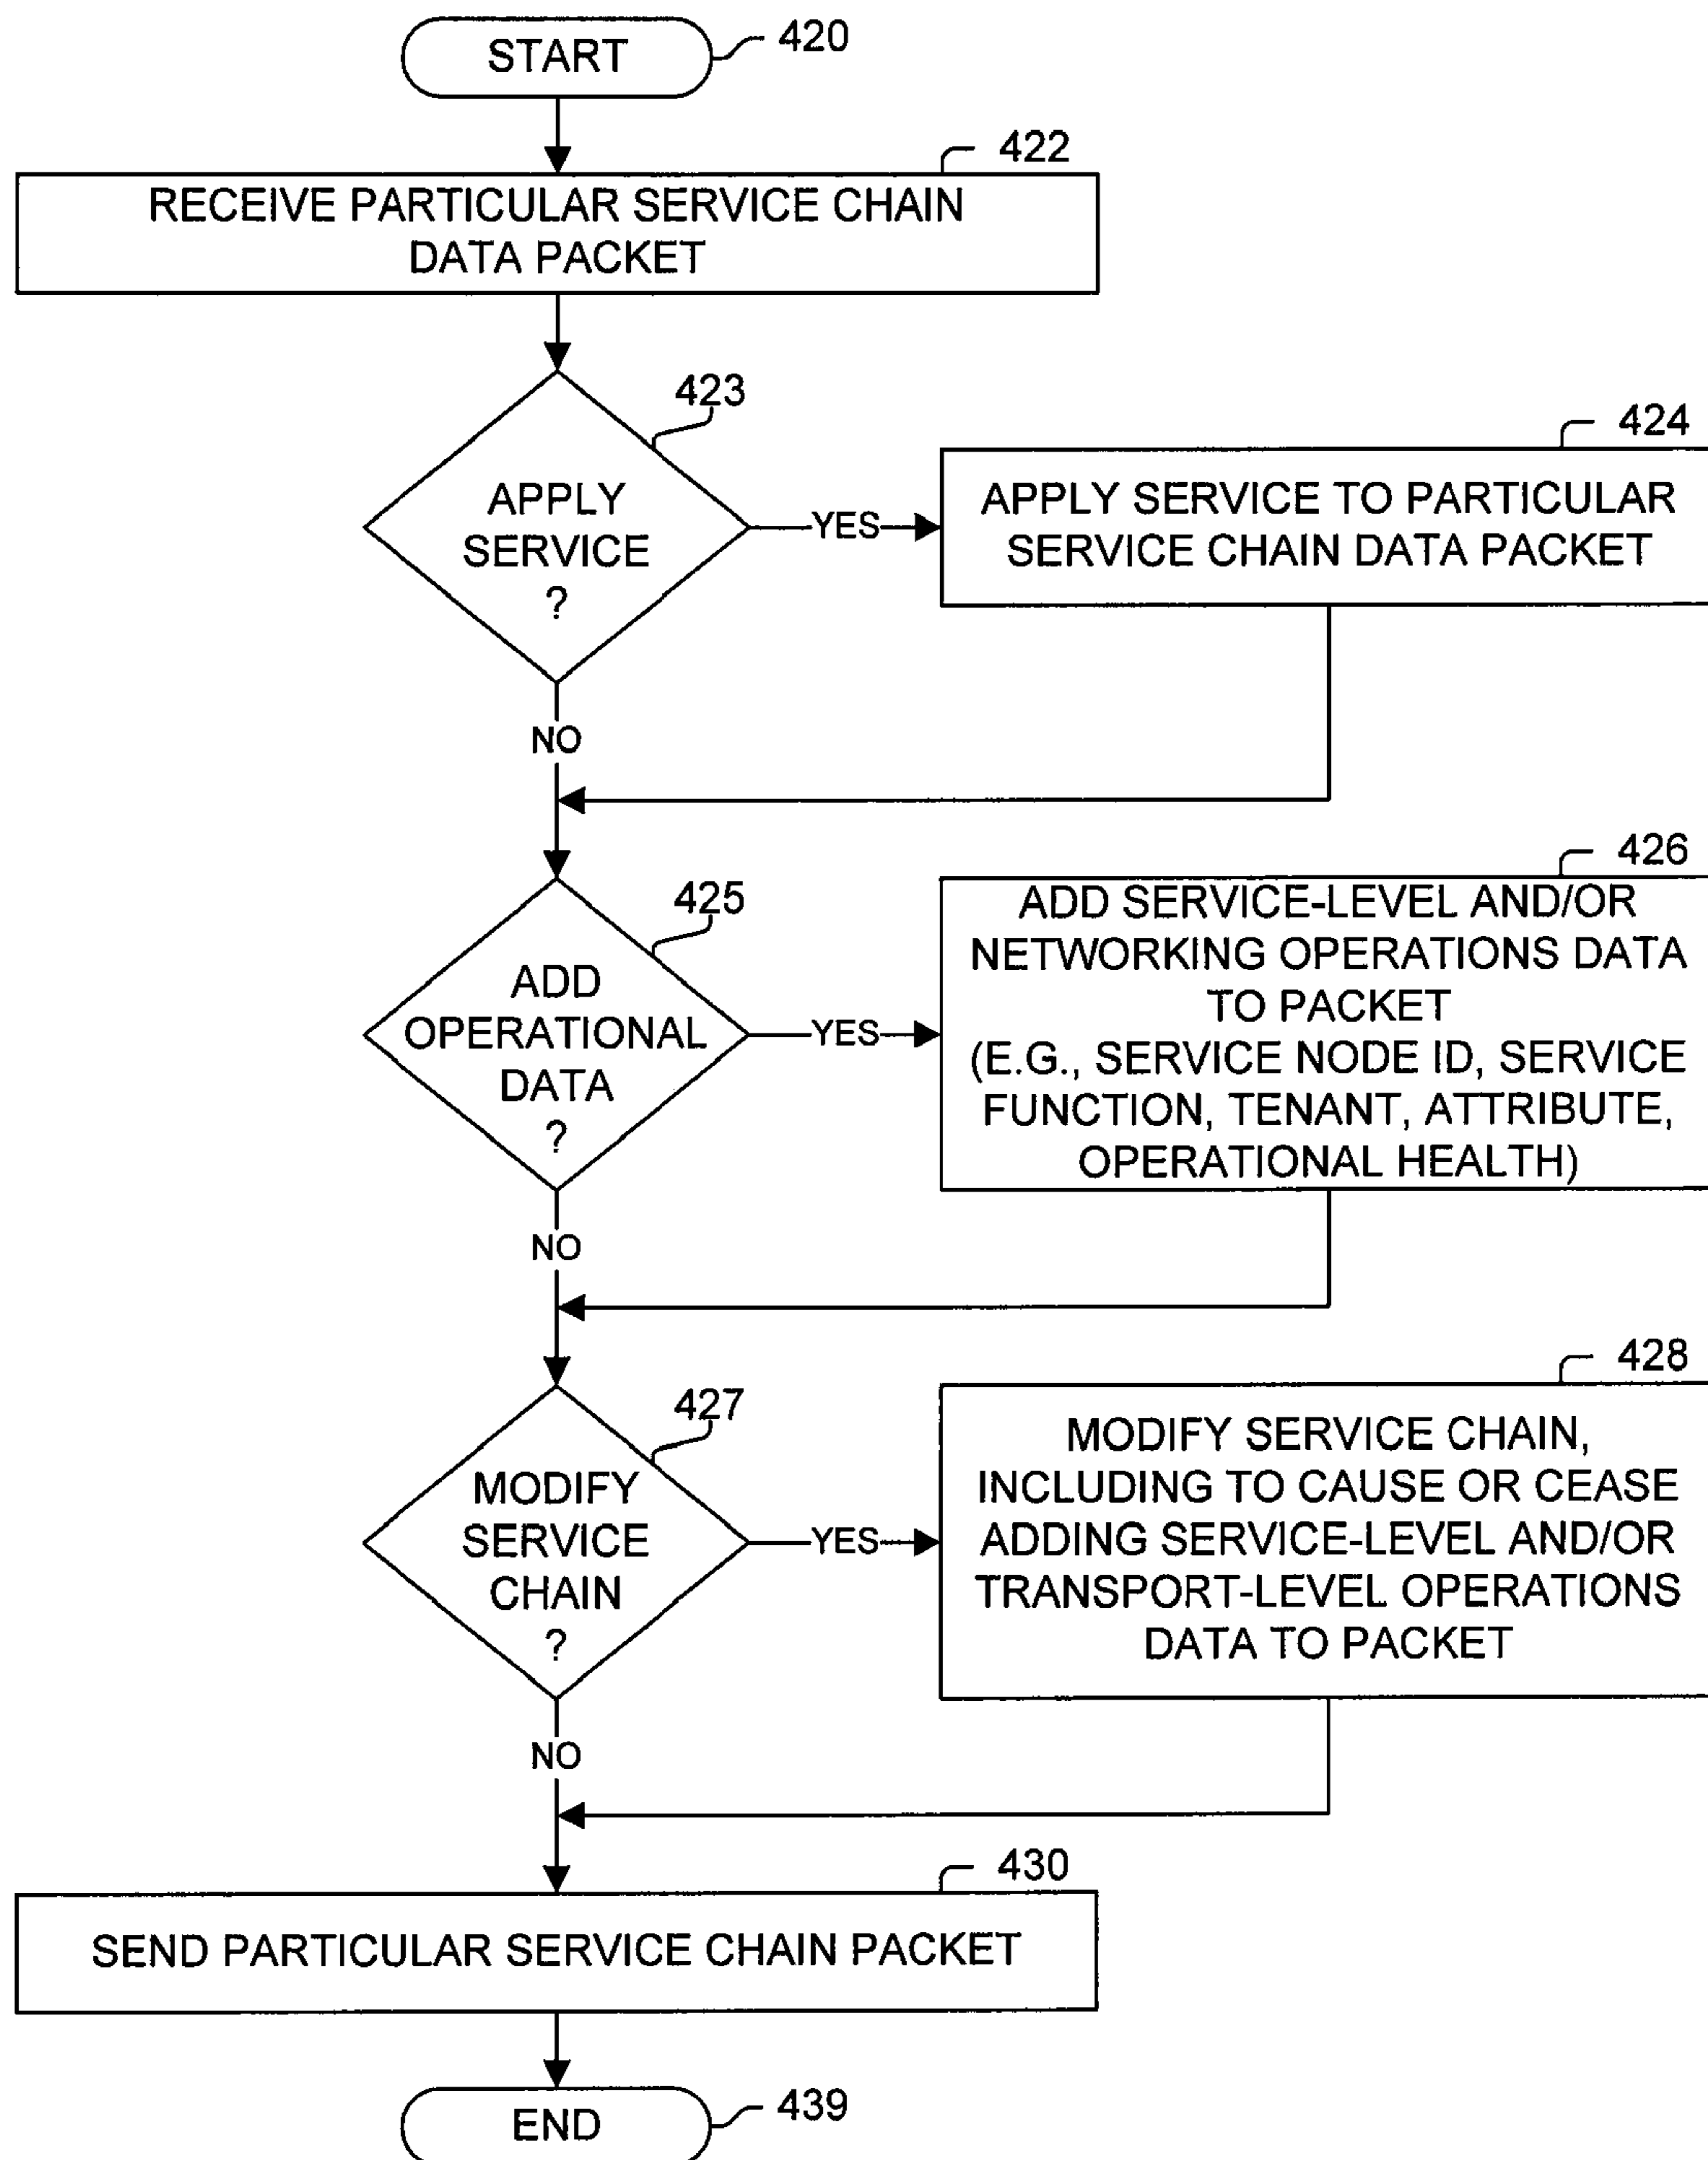 START
420
422
RECEIVE PARTICULAR SERVICE CHAIN
DATA PACKET
423
APPLY
SERVICE
?
YES
424
APPLY SERVICE TO PARTICULAR
SERVICE CHAIN DATA PACKET
NO
425
ADD
OPERATIONAL
DATA
?
YES
426
ADD SERVICE-LEVEL AND/OR
NETWORKING OPERATIONS DATA
TO PACKET
(E.G., SERVICE NODE ID, SERVICE
FUNCTION, TENANT, ATTRIBUTE,
OPERATIONAL HEALTH)
NO
427
MODIFY
SERVICE
CHAIN
?
YES
428
MODIFY SERVICE CHAIN,
INCLUDING TO CAUSE OR CEASE
ADDING SERVICE-LEVEL AND/OR
TRANSPORT-LEVEL OPERATIONS
DATA TO PACKET
NO
430
SEND PARTICULAR SERVICE CHAIN PACKET
END
439